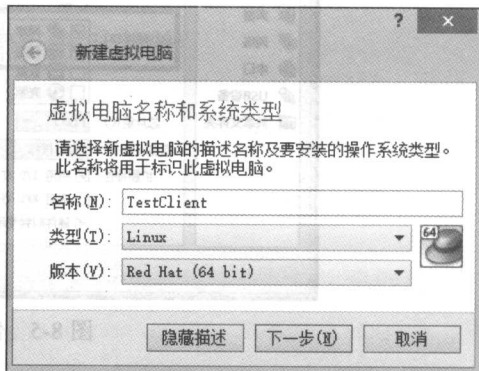 ? ×
新建虚拟电脑
虚拟电脑名称和系统类型
请选择新虚拟电脑的描述名称及要安装的操作系统类型。
此名称将用于标识此虚拟电脑。
名称(N): TestClient
类型(T): Linux
64
版本(V): Red Hat (64 bit)
隐藏描述 下一步(N) 取消